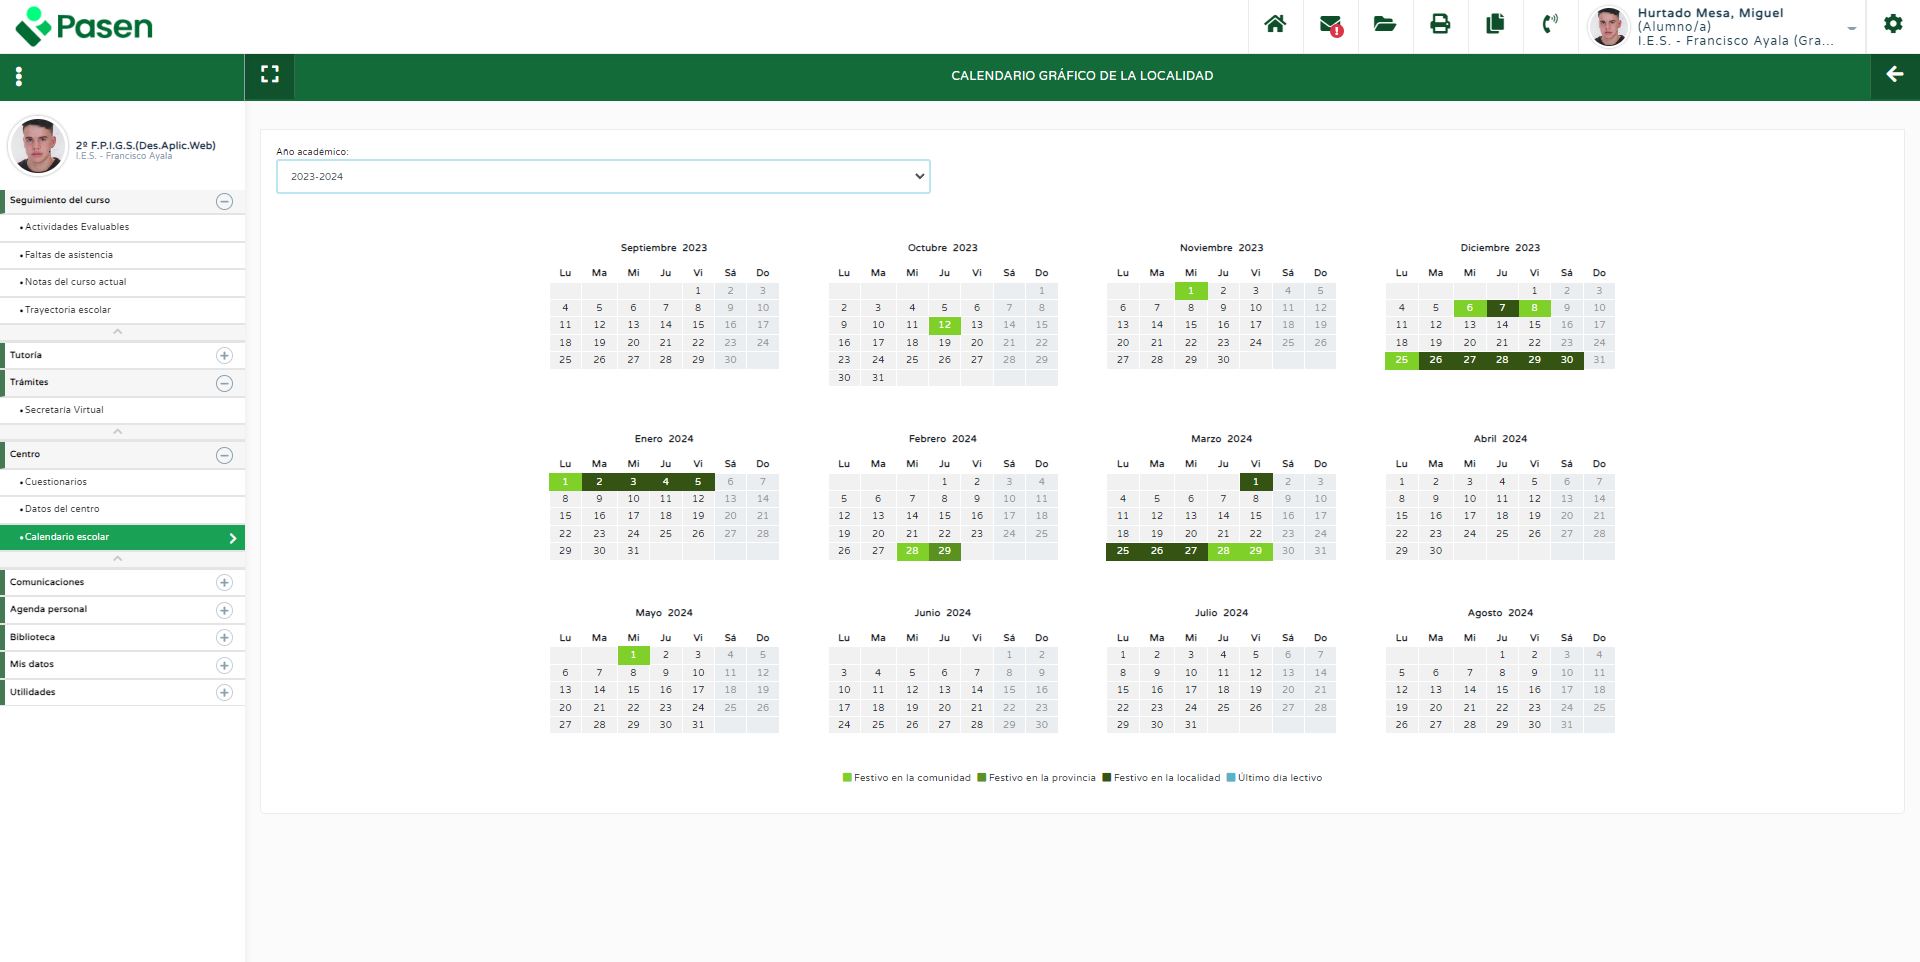 Pasen
Hurtado Mesa, Miguel
(Alumno/a)
I.E.S. - Francisco Ayala (Gra...
CALENDARIO GRÁFICO DE LA LOCALIDAD
2º F.P.I.G.S.(Des.Aplic.Web)
I.E.S. - Francisco Ayala
Seguimiento del curso
Actividades Evaluables
Faltas de asistencia
Notas del curso actual
Trayectoria escolar
Tutoría
Trámites
Secretaría Virtual
Centro
Cuestionarios
Datos del centro
Calendario escolar
Comunicaciones
Agenda personal
Biblioteca
Mis datos
Utilidades
Año académico:
2023-2024
Septiembre 2023
Lu Ma Mi Ju Vi Sá Do
1 2 3
4 5 6 7 8 9 10
11 12 13 14 15 16 17
18 19 20 21 22 23 24
25 26 27 28 29 30
Octubre 2023
Lu Ma Mi Ju Vi Sá Do
1
2 3 4 5 6 7 8
9 10 11 12 13 14 15
16 17 18 19 20 21 22
23 24 25 26 27 28 29
30 31
Noviembre 2023
Lu Ma Mi Ju Vi Sá Do
1 2 3 4 5
6 7 8 9 10 11 12
13 14 15 16 17 18 19
20 21 22 23 24 25 26
27 28 29 30
Diciembre 2023
Lu Ma Mi Ju Vi Sá Do
1 2 3
4 5 6 7 8 9 10
11 12 13 14 15 16 17
18 19 20 21 22 23 24
25 26 27 28 29 30 31
Enero 2024
Lu Ma Mi Ju Vi Sá Do
1 2 3 4 5 6 7
8 9 10 11 12 13 14
15 16 17 18 19 20 21
22 23 24 25 26 27 28
29 30 31
Febrero 2024
Lu Ma Mi Ju Vi Sá Do
1 2 3 4
5 6 7 8 9 10 11
12 13 14 15 16 17 18
19 20 21 22 23 24 25
26 27 28 29
Marzo 2024
Lu Ma Mi Ju Vi Sá Do
1 2 3
4 5 6 7 8 9 10
11 12 13 14 15 16 17
18 19 20 21 22 23 24
25 26 27 28 29 30 31
Abril 2024
Lu Ma Mi Ju Vi Sá Do
1 2 3 4 5 6 7
8 9 10 11 12 13 14
15 16 17 18 19 20 21
22 23 24 25 26 27 28
29 30
Mayo 2024
Lu Ma Mi Ju Vi Sá Do
1 2 3 4 5
6 7 8 9 10 11 12
13 14 15 16 17 18 19
20 21 22 23 24 25 26
27 28 29 30 31
Junio 2024
Lu Ma Mi Ju Vi Sá Do
1 2
3 4 5 6 7 8 9
10 11 12 13 14 15 16
17 18 19 20 21 22 23
24 25 26 27 28 29 30
Julio 2024
Lu Ma Mi Ju Vi Sá Do
1 2 3 4 5 6 7
8 9 10 11 12 13 14
15 16 17 18 19 20 21
22 23 24 25 26 27 28
29 30 31
Agosto 2024
Lu Ma Mi Ju Vi Sá Do
1 2 3 4
5 6 7 8 9 10 11
12 13 14 15 16 17 18
19 20 21 22 23 24 25
26 27 28 29 30 31
Festivo en la comunidad Festivo en la provincia Festivo en la localidad Último día lectivo